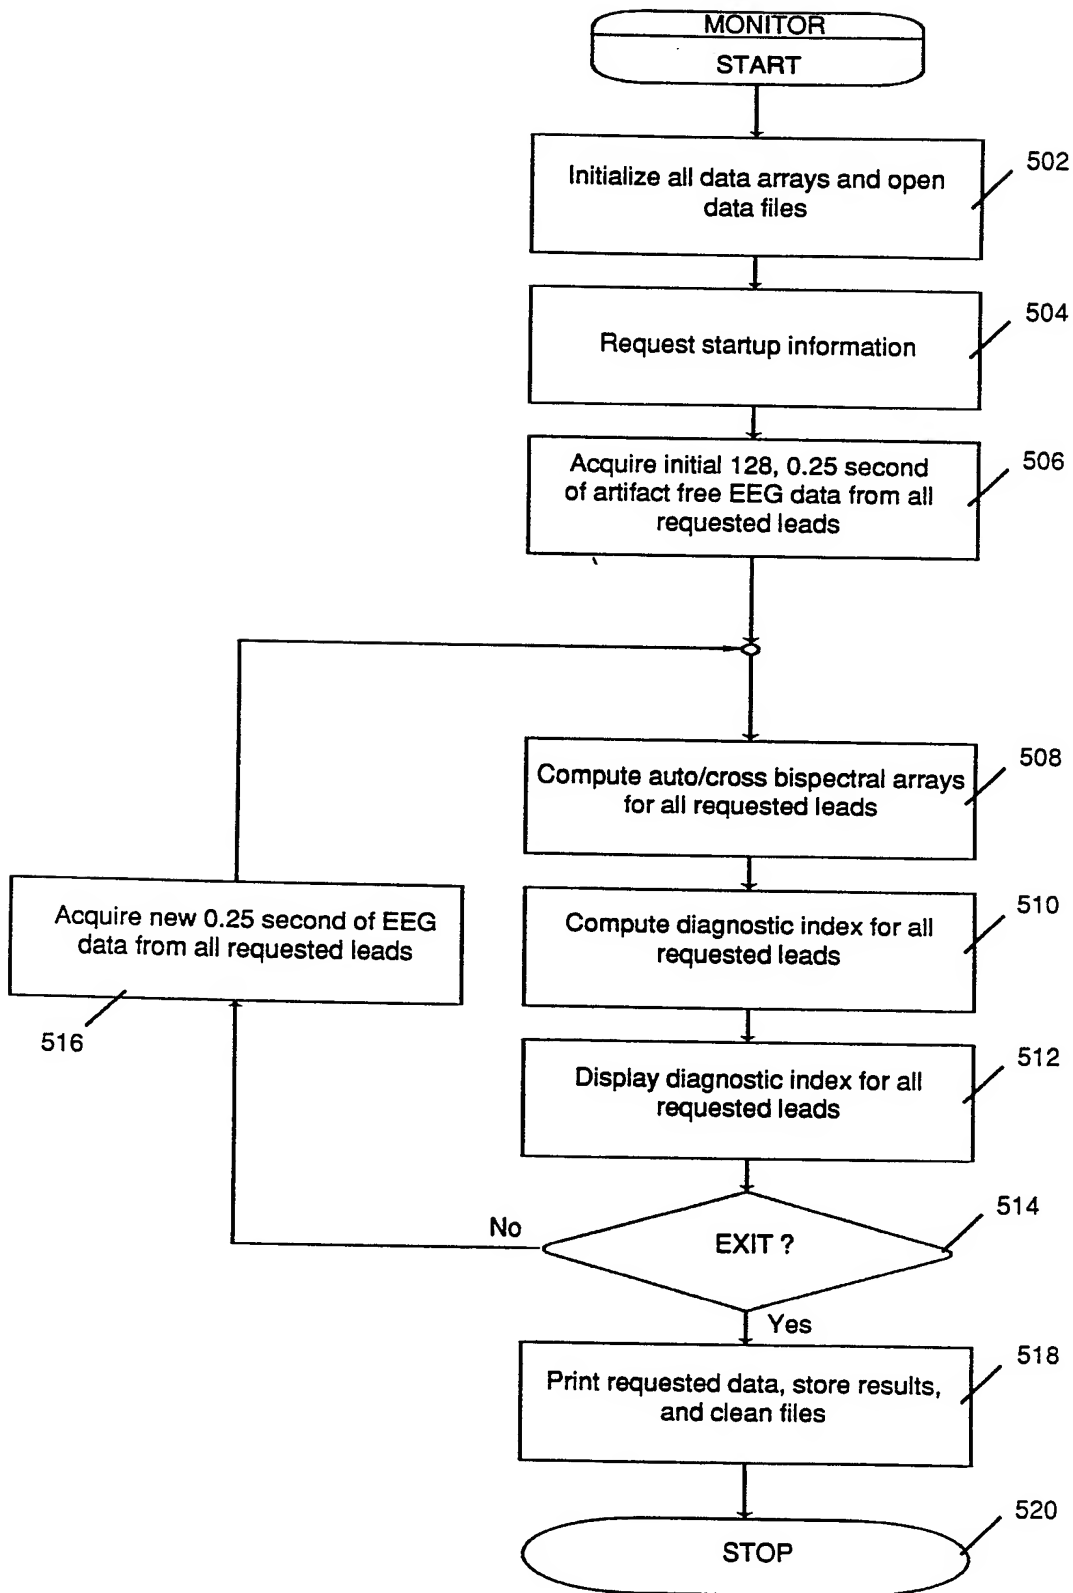 MONITOR
START
Initialize all data arrays and open
data files
502
Request startup information
504
Acquire initial 128, 0.25 second
of artifact free EEG data from all
requested leads
506
Compute auto/cross bispectral arrays
for all requested leads
508
Acquire new 0.25 second of EEG
data from all requested leads
516
Compute diagnostic index for all
requested leads
510
Display diagnostic index for all
requested leads
512
EXIT ?
514
No
Yes
Print requested data, store results,
and clean files
518
STOP
520